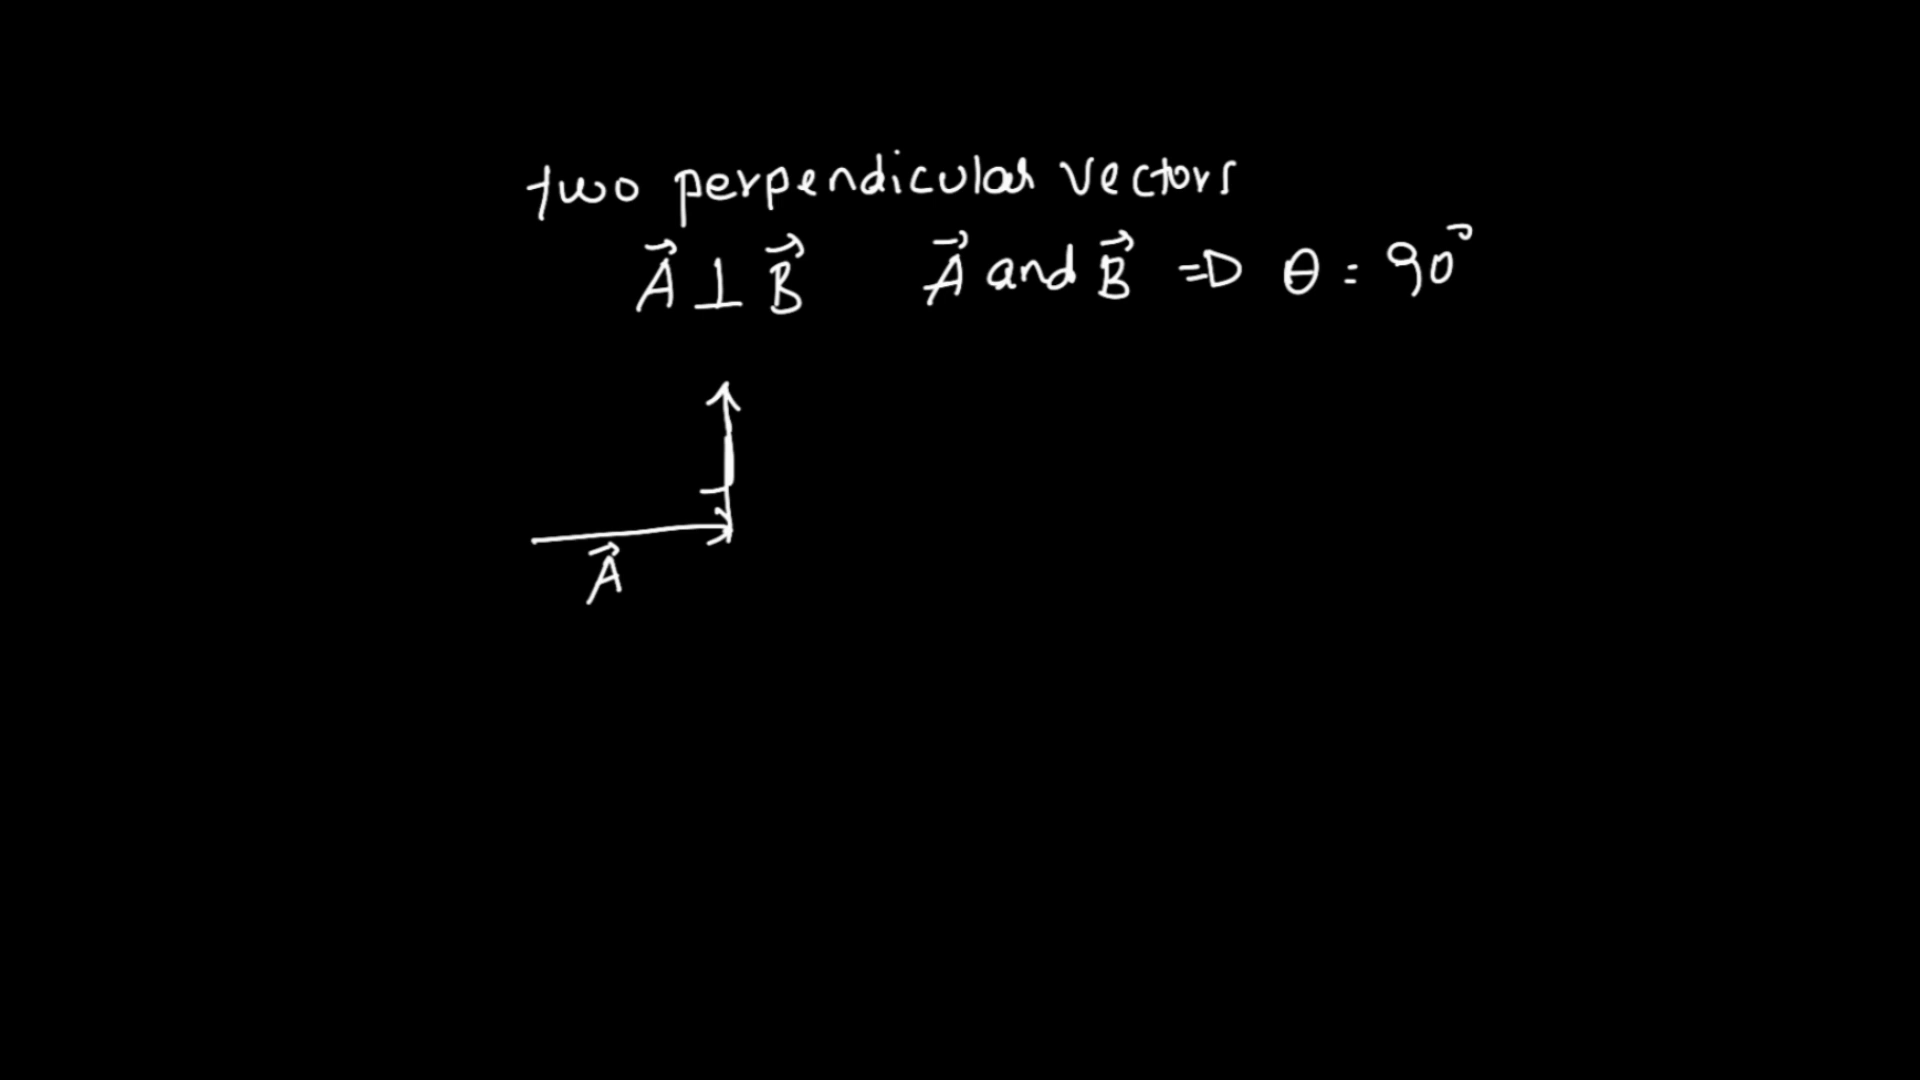 two perpendicular vectors
A⃗ ⊥ B⃗ A⃗ and B⃗ ⇒ θ = 90°
A⃗